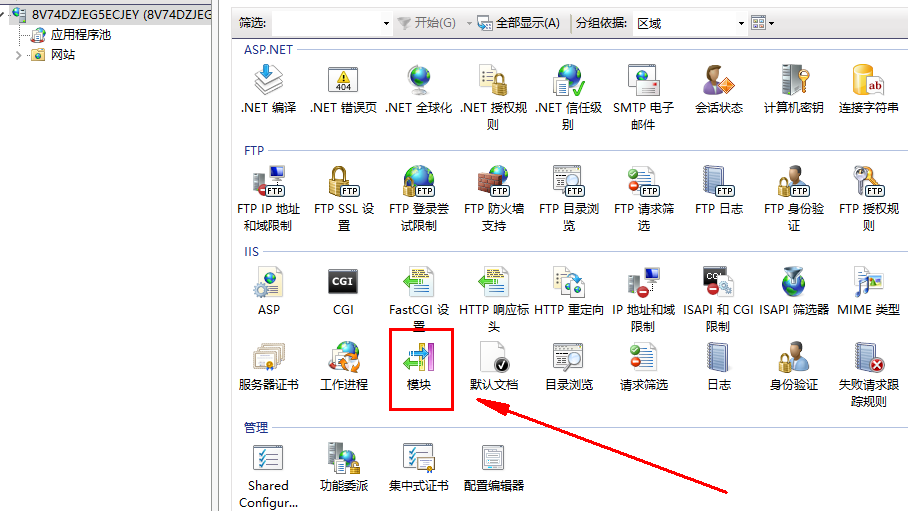 8V74DZJEG5ECJEY (8V74DZJEG
应用程序池
网站
筛选: 开始(G) 全部显示(A) 分组依据: 区域
ASP.NET
404
ab
.NET 编译 .NET 错误页 .NET 全球化 .NET 授权规则 .NET 信任级别 SMTP 电子邮件 会话状态 计算机密钥 连接字符串
FTP
FTP FTP FTP FTP FTP FTP FTP FTP FTP
FTP IP 地址和域限制 FTP SSL 设置 FTP 登录尝试限制 FTP 防火墙支持 FTP 目录浏览 FTP 请求筛选 FTP 日志 FTP 身份验证 FTP 授权规则
IIS
CGI CGI
ASP CGI FastCGI 设置 HTTP 响应标头 HTTP 重定向 IP 地址和域限制 ISAPI 和 CGI 限制 ISAPI 筛选器 MIME 类型
服务器证书 工作进程 模块 默认文档 目录浏览 请求筛选 日志 身份验证 失败请求跟踪规则
管理
Shared Configur... 功能委派 集中式证书 配置编辑器